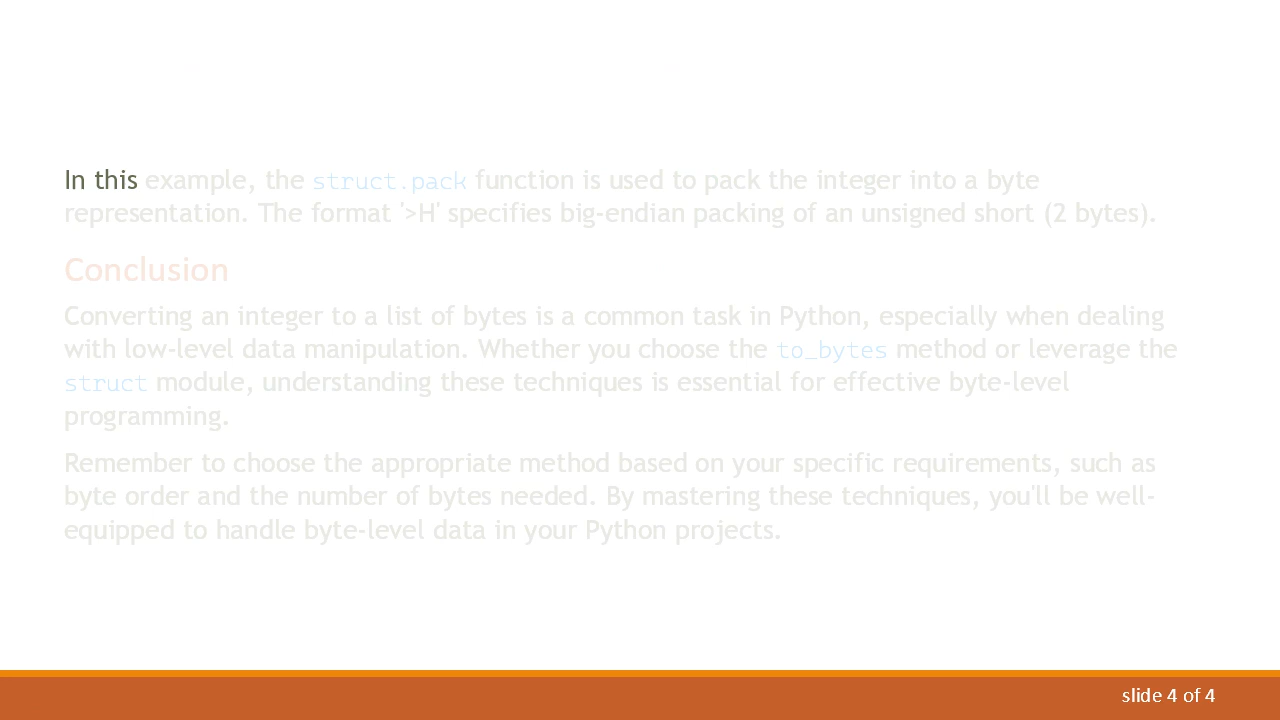 In this example, the struct.pack function is used to pack the integer into a byte
representation. The format '>H' specifies big-endian packing of an unsigned short (2 bytes).
Conclusion
Converting an integer to a list of bytes is a common task in Python, especially when dealing
with low-level data manipulation. Whether you choose the to_bytes method or leverage the
struct module, understanding these techniques is essential for effective byte-level
programming.
Remember to choose the appropriate method based on your specific requirements, such as
byte order and the number of bytes needed. By mastering these techniques, you'll be well-
equipped to handle byte-level data in your Python projects.
slide 4 of 4